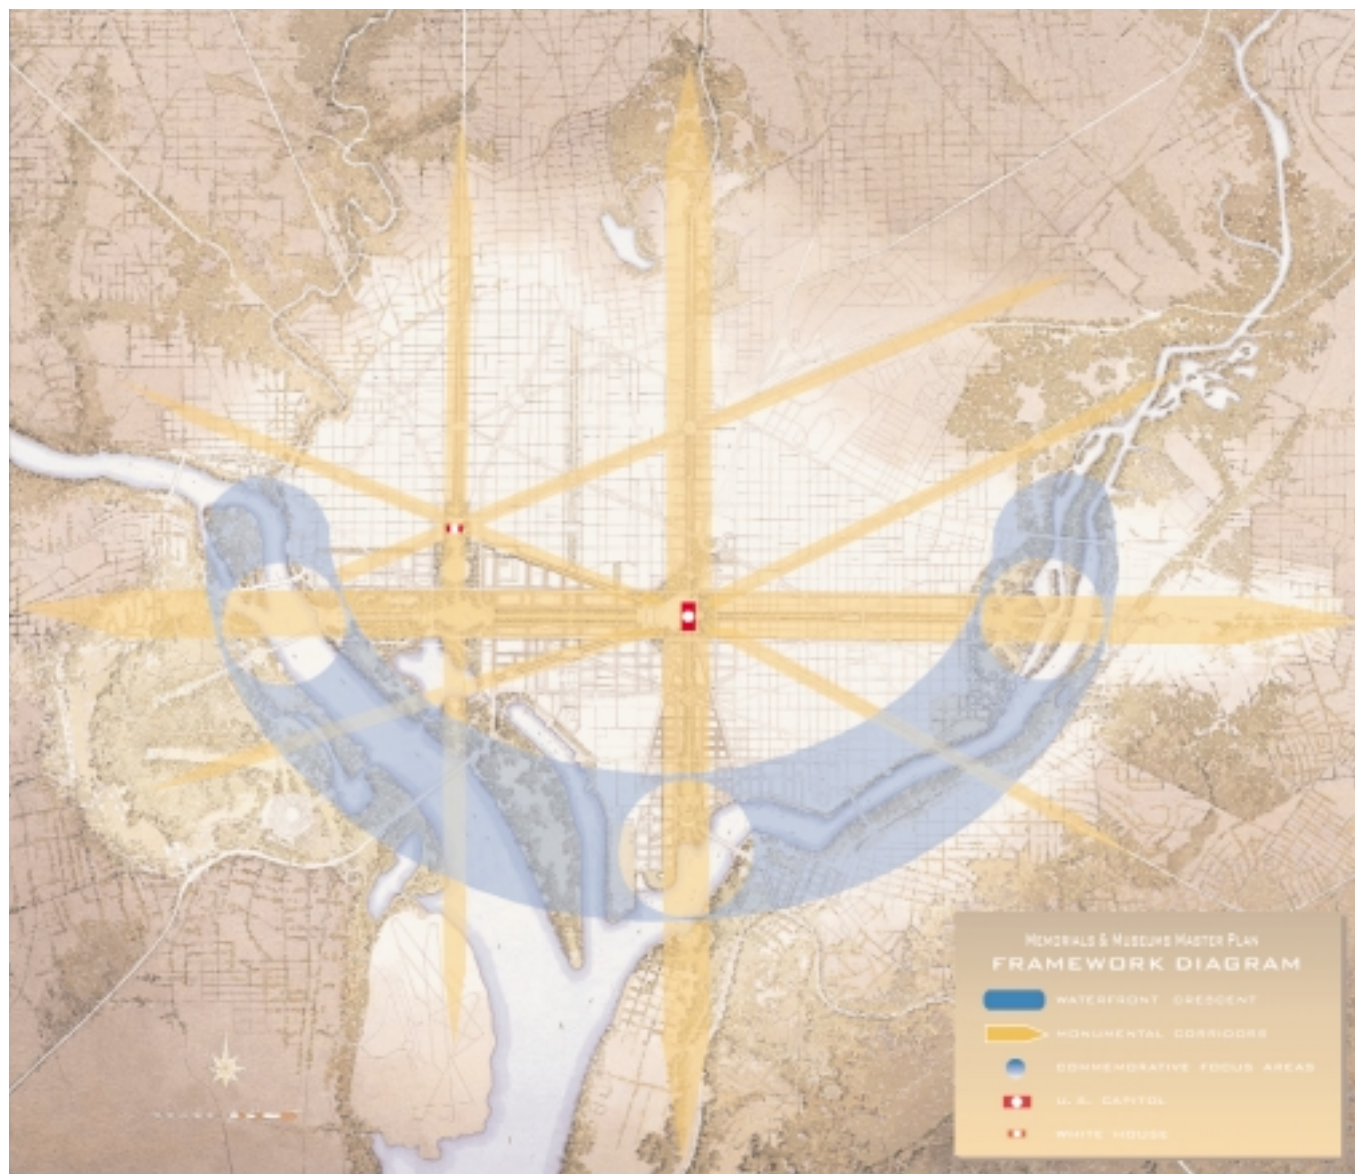 MEMORIALS & MUSEUMS MASTER PLAN
FRAMEWORK DIAGRAM
WATERFRONT CRESCENT
MONUMENTAL CORRIDORS
COMMEMORATIVE FOCUS AREAS
U.S. CAPITOL
WHITE HOUSE